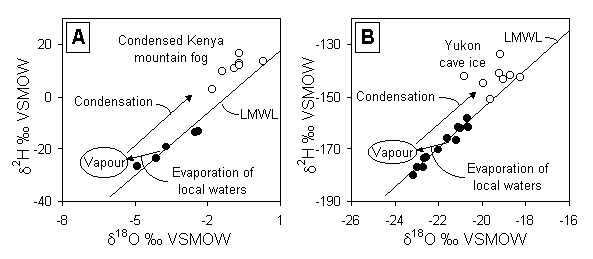 A
Condensed Kenya
mountain fog
Condensation
LMWL
Vapour
Evaporation of
local waters
20
0
-20
-40
-8
-5
-2
1
δ²H ‰ VSMOW
δ¹⁸O ‰ VSMOW
B
LMWL
Yukon
cave ice
Condensation
Vapour
Evaporation of
local waters
-130
-150
-170
-190
-26
-24
-22
-20
-18
-16
δ²H ‰ VSMOW
δ¹⁸O ‰ VSMOW